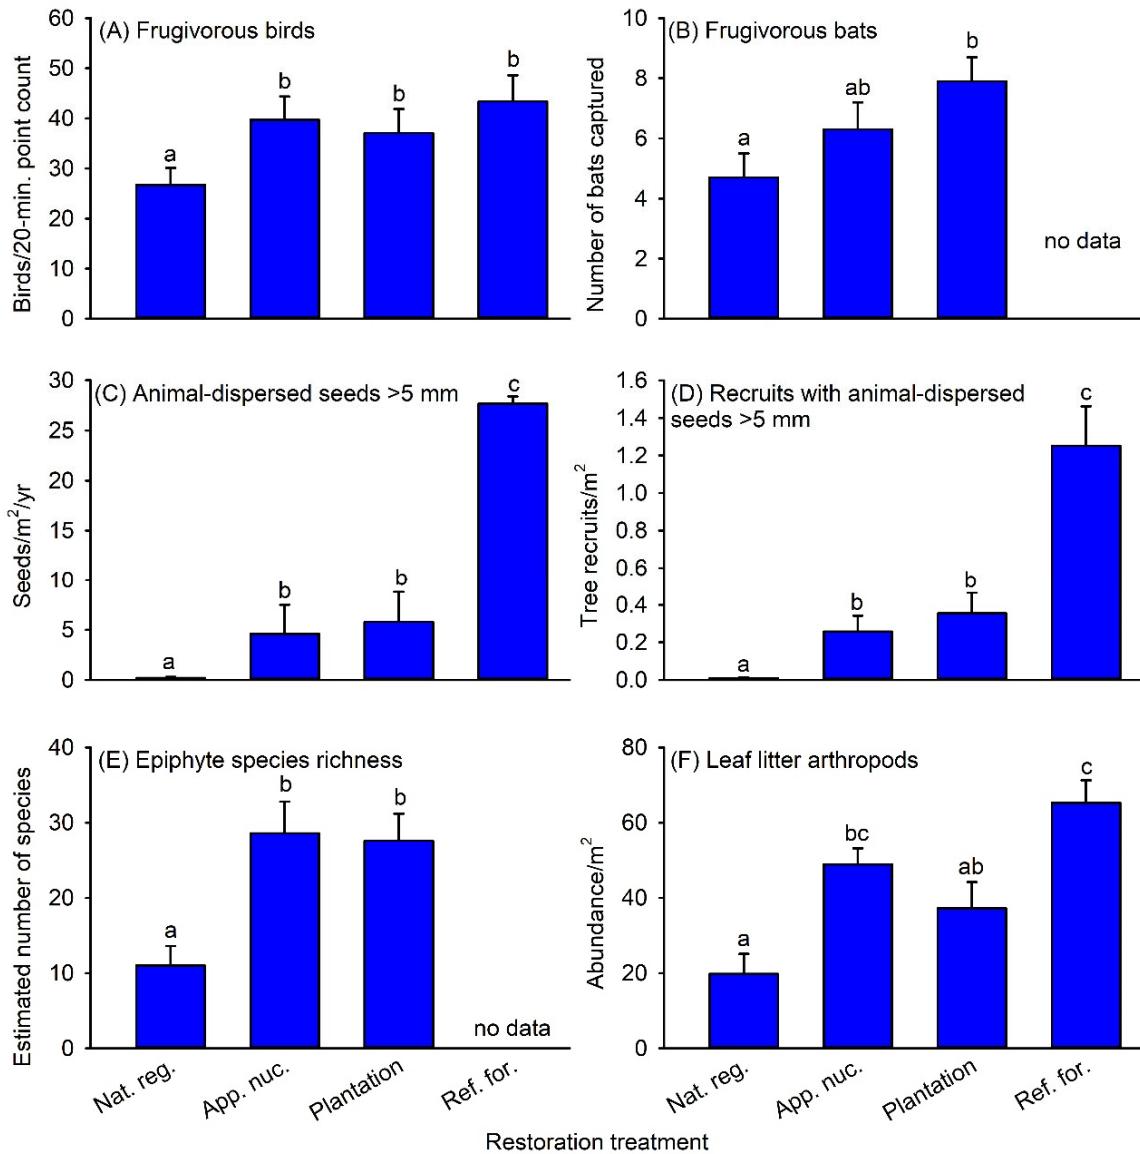 (A) Frugivorous birds
Birds/20-min. point count
60
50
40
30
20
10
0
a
b
b
b
(B) Frugivorous bats
Number of bats captured
10
8
6
4
2
0
a
ab
b
no data
(C) Animal-dispersed seeds >5 mm
Seeds/m²/yr
30
25
20
15
10
5
0
a
b
b
c
(D) Recruits with animal-dispersed
seeds >5 mm
Tree recruits/m²
1.6
1.4
1.2
1.0
0.8
0.6
0.4
0.2
0.0
a
b
b
c
(E) Epiphyte species richness
Estimated number of species
40
30
20
10
0
a
b
b
no data
Nat. reg.
App. nuc.
Plantation
Ref. for.
(F) Leaf litter arthropods
Abundance/m²
80
60
40
20
0
a
bc
ab
c
Nat. reg.
App. nuc.
Plantation
Ref. for.
Restoration treatment